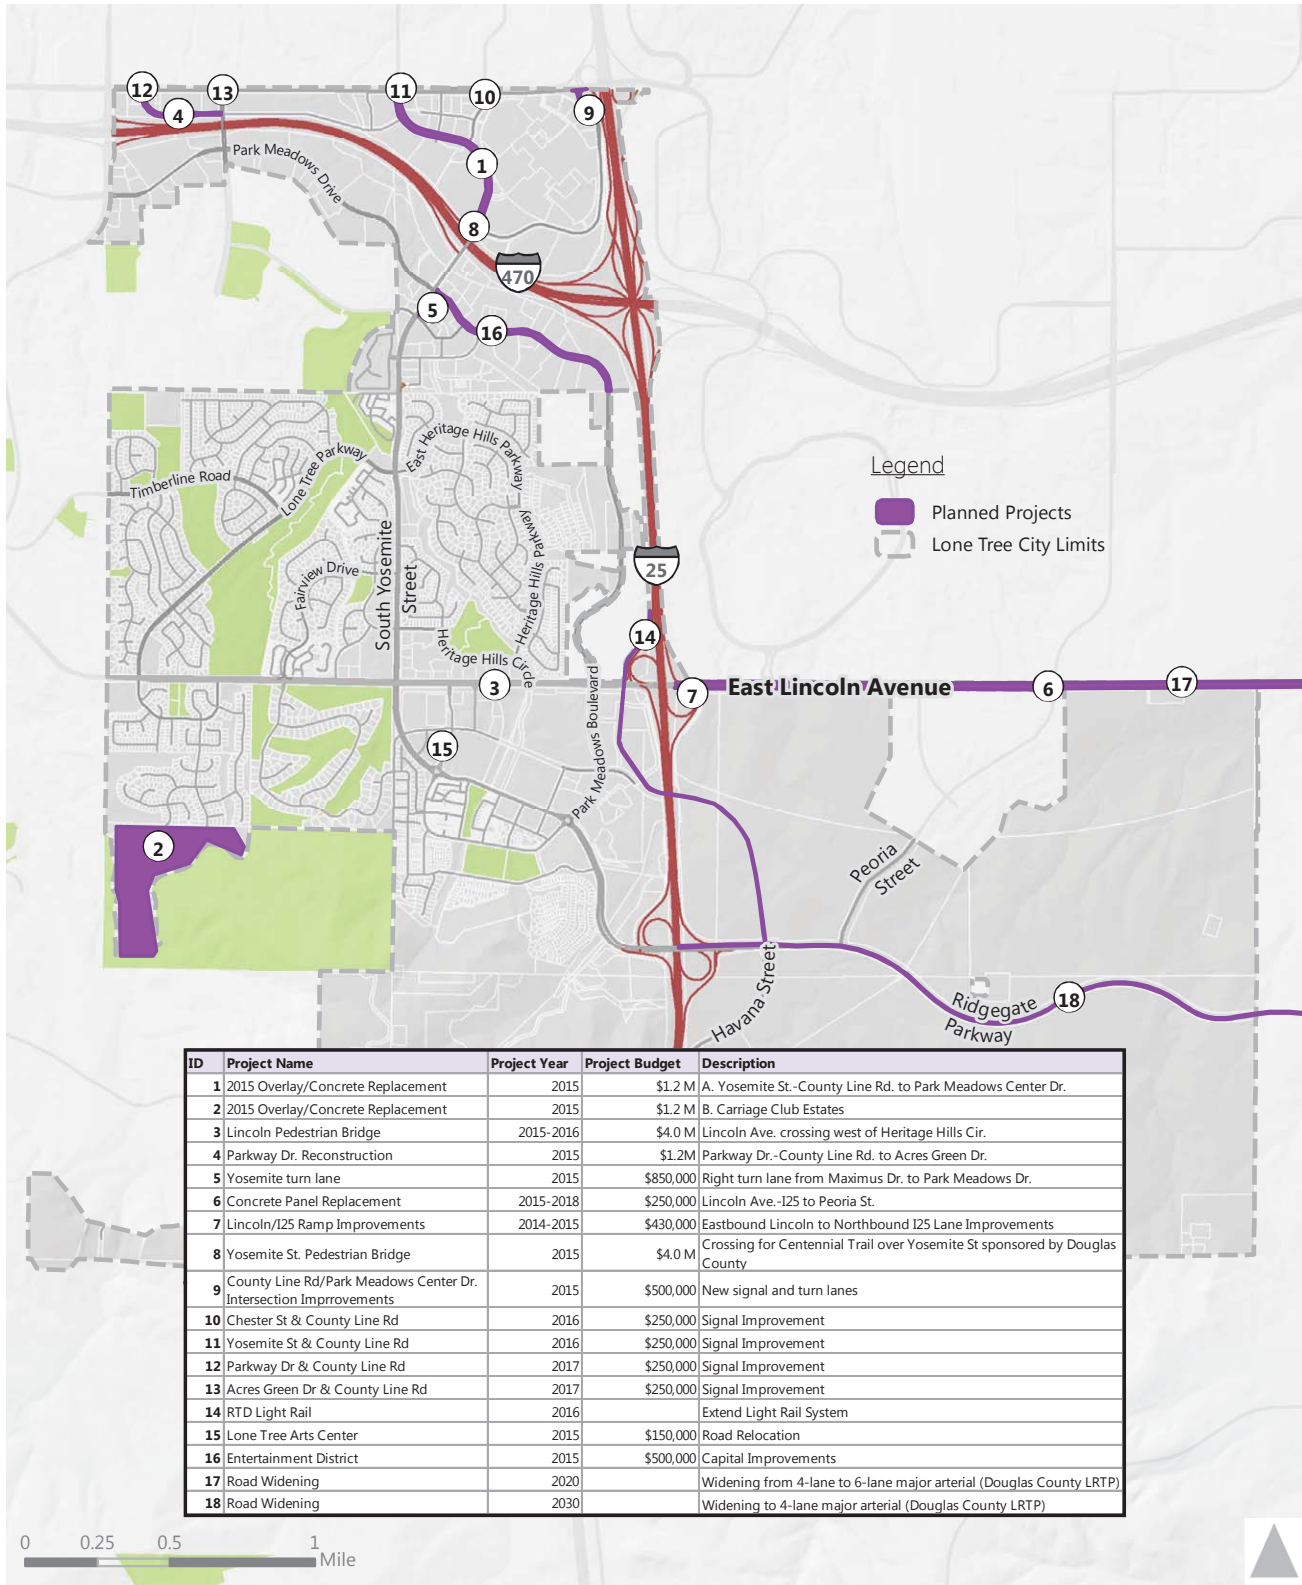 12
13
11
10
9
4
1
Park Meadows Drive
8
470
5
16
Timberline Road
Lone Tree Parkway
East Heritage Hills Parkway
Heritage Hills Parkway
Legend
Planned Projects
Lone Tree City Limits
25
South Yosemite
Street
Fairview Drive
14
Heritage Hills Circle
3
Park Meadows Boulevard
7
East Lincoln Avenue
6
17
15
2
Peoria
Street
Havana Street
Ridgegate
Parkway
18
ID Project Name Project Year Project Budget Description
1 2015 Overlay/Concrete Replacement 2015 $1.2 M A. Yosemite St.-County Line Rd. to Park Meadows Center Dr.
2 2015 Overlay/Concrete Replacement 2015 $1.2 M B. Carriage Club Estates
3 Lincoln Pedestrian Bridge 2015-2016 $4.0 M Lincoln Ave. crossing west of Heritage Hills Cir.
4 Parkway Dr. Reconstruction 2015 $1.2M Parkway Dr.-County Line Rd. to Acres Green Dr.
5 Yosemite turn lane 2015 $850,000 Right turn lane from Maximus Dr. to Park Meadows Dr.
6 Concrete Panel Replacement 2015-2018 $250,000 Lincoln Ave.-I25 to Peoria St.
7 Lincoln/I25 Ramp Improvements 2014-2015 $430,000 Eastbound Lincoln to Northbound I25 Lane Improvements
8 Yosemite St. Pedestrian Bridge 2015 $4.0 M Crossing for Centennial Trail over Yosemite St sponsored by Douglas
County
9 County Line Rd/Park Meadows Center Dr.
Intersection Imprrovements 2015 $500,000 New signal and turn lanes
10 Chester St & County Line Rd 2016 $250,000 Signal Improvement
11 Yosemite St & County Line Rd 2016 $250,000 Signal Improvement
12 Parkway Dr & County Line Rd 2017 $250,000 Signal Improvement
13 Acres Green Dr & County Line Rd 2017 $250,000 Signal Improvement
14 RTD Light Rail 2016 Extend Light Rail System
15 Lone Tree Arts Center 2015 $150,000 Road Relocation
16 Entertainment District 2015 $500,000 Capital Improvements
17 Road Widening 2020 Widening from 4-lane to 6-lane major arterial (Douglas County LRTP)
18 Road Widening 2030 Widening to 4-lane major arterial (Douglas County LRTP)
0 0.25 0.5 1
Mile